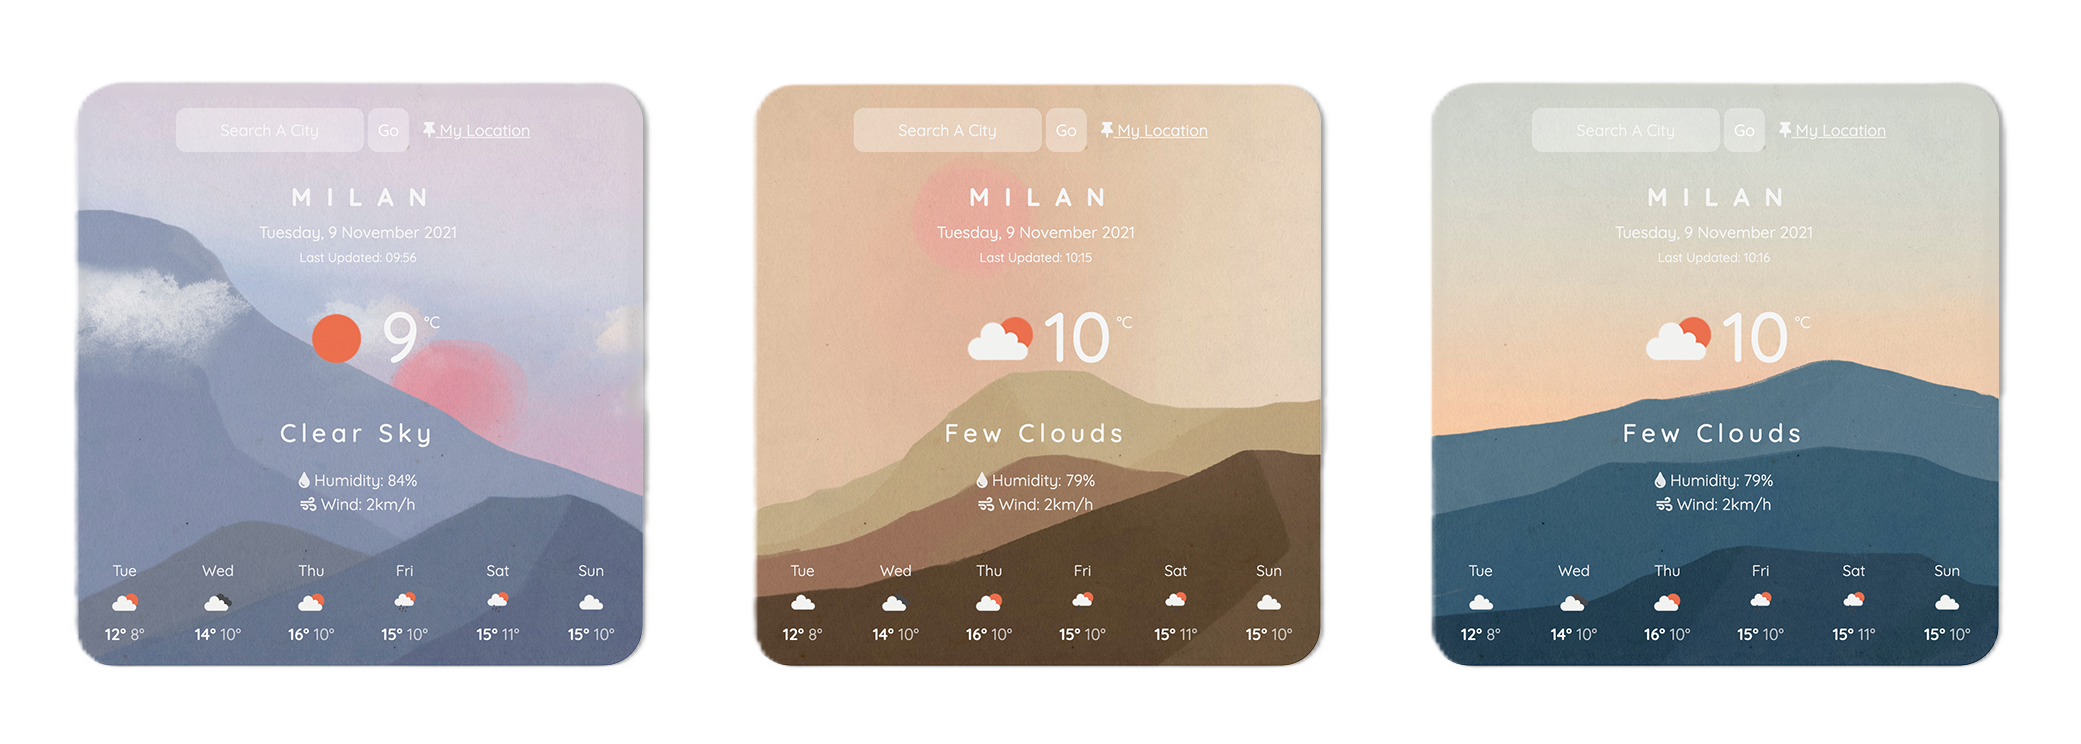 Search A City Go My Location
MILAN
Tuesday, 9 November 2021
Last Updated: 09:56
9 °C
Clear Sky
Humidity: 84%
Wind: 2km/h
Tue Wed Thu Fri Sat Sun
12° 8° 14° 10° 16° 10° 15° 10° 15° 11° 15° 10°
Search A City Go My Location
MILAN
Tuesday, 9 November 2021
Last Updated: 10:15
10 °C
Few Clouds
Humidity: 79%
Wind: 2km/h
Tue Wed Thu Fri Sat Sun
12° 8° 14° 10° 16° 10° 15° 10° 15° 11° 15° 10°
Search A City Go My Location
MILAN
Tuesday, 9 November 2021
Last Updated: 10:16
10 °C
Few Clouds
Humidity: 79%
Wind: 2km/h
Tue Wed Thu Fri Sat Sun
12° 8° 14° 10° 16° 10° 15° 10° 15° 11° 15° 10°